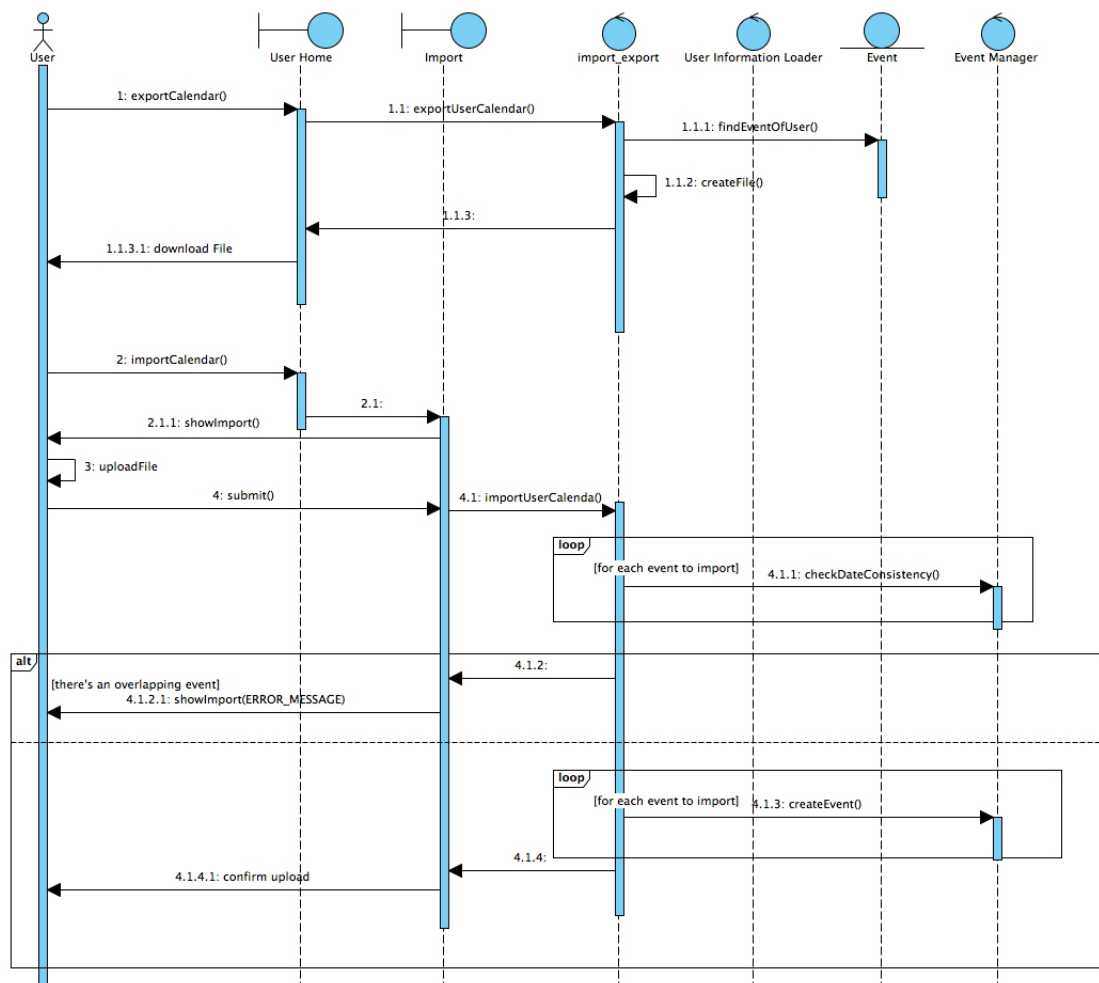 User
User Home
Import
import_export
User Information Loader
Event
Event Manager
1: exportCalendar()
1.1: exportUserCalendar()
1.1.1: findEventOfUser()
1.1.2: createFile()
1.1.3:
1.1.3.1: download File
2: importCalendar()
2.1:
2.1.1: showImport()
3: uploadFile
4: submit()
4.1: importUserCalenda()
loop
[for each event to import]
4.1.1: checkDateConsistency()
alt
4.1.2:
[there's an overlapping event]
4.1.2.1: showImport(ERROR_MESSAGE)
loop
[for each event to import]
4.1.3: createEvent()
4.1.4:
4.1.4.1: confirm upload